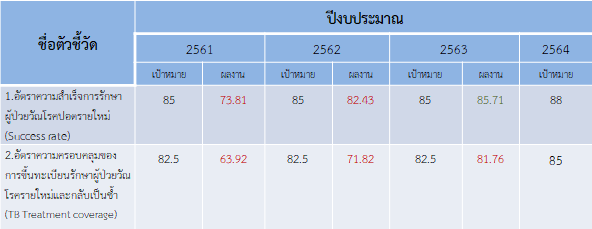 ชื่อตัวชี้วัด
ปีงบประมาณ
2561 2562 2563 2564
เป้าหมาย ผลงาน เป้าหมาย ผลงาน เป้าหมาย ผลงาน เป้าหมาย
1.อัตราความสำเร็จการรักษา
ผู้ป่วยวัณโรคปอดรายใหม่
(Success rate)
85 73.81 85 82.43 85 85.71 88
2.อัตราความครอบคลุมของ
การขึ้นทะเบียนรักษาผู้ป่วยวัณ
โรครายใหม่และกลับเป็นซ้ำ
(TB Treatment coverage)
82.5 63.92 82.5 71.82 82.5 81.76 85